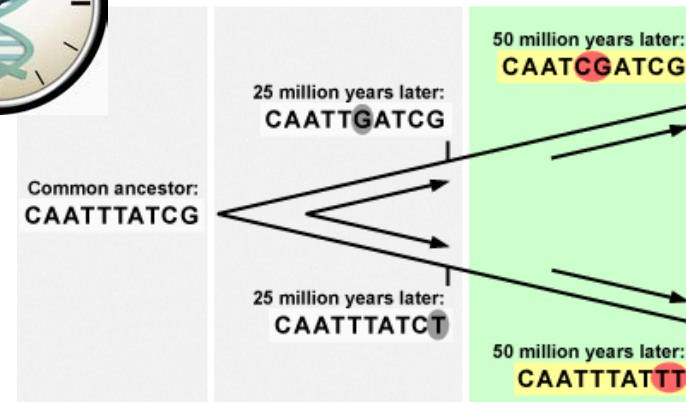 50 million years later:
CAATCGATCG
25 million years later:
CAATTGATCG
Common ancestor:
CAATTTATCG
25 million years later:
CAATTTATCT
50 million years later:
CAATTTATTT